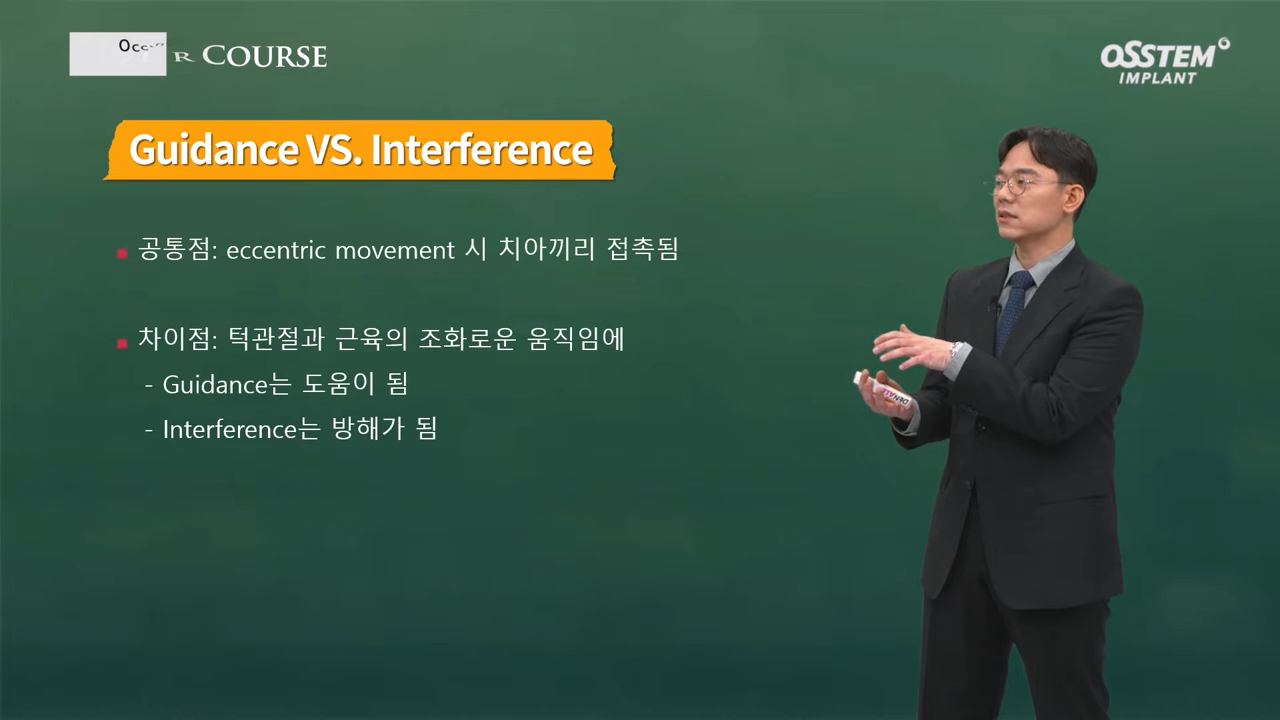 COURSE
OSSTEM
IMPLANT
Guidance VS. Interference
공통점: eccentric movement 시 치아끼리 접촉됨
차이점: 턱관절과 근육의 조화로운 움직임에
- Guidance는 도움이 됨
- Interference는 방해가 됨
DENALL